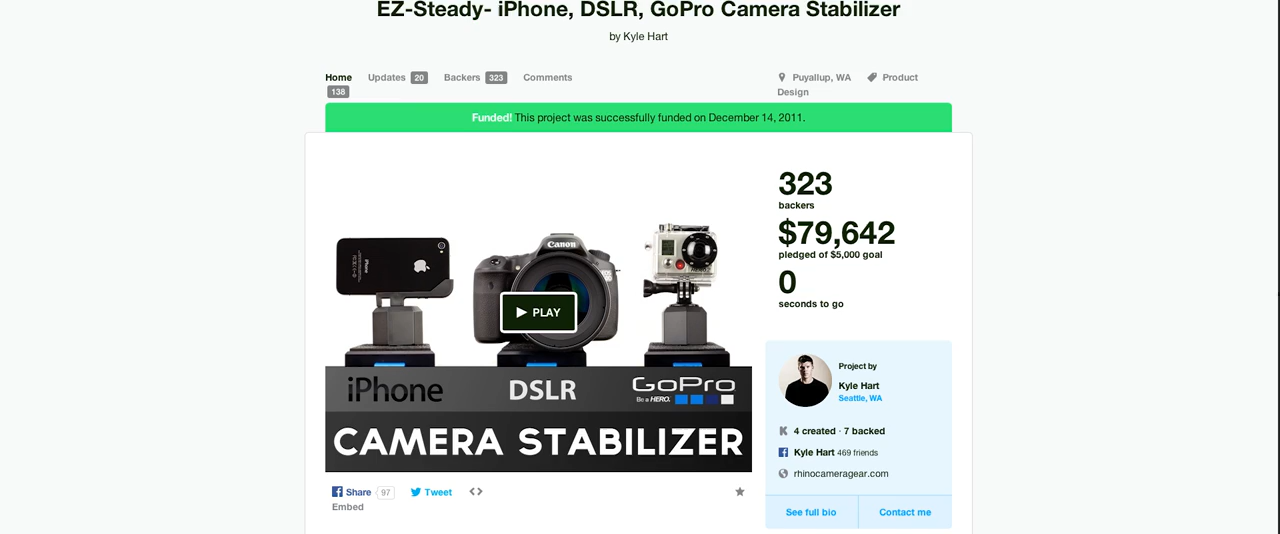 EZ-Steady- iPhone, DSLR, GoPro Camera Stabilizer
by Kyle Hart
Home Updates 20 Backers 323 Comments
138
Puyallup, WA Product
Design
Funded! This project was successfully funded on December 14, 2011.
323
backers
$79,642
pledged of $5,000 goal
0
seconds to go
Canon
iPhone
PLAY
iPhone DSLR GoPro
Be a HERO.
CAMERA STABILIZER
Share 97 Tweet
Embed
Project by
Kyle Hart
Seattle, WA
4 created · 7 backed
Kyle Hart 469 friends
rhinocameragear.com
See full bio Contact me